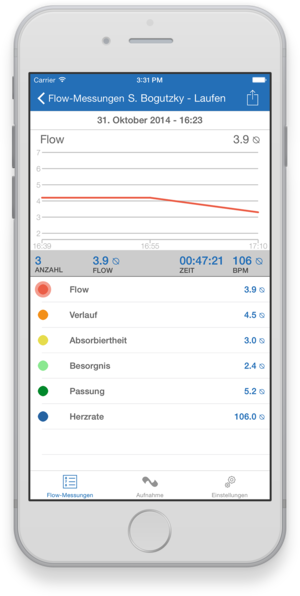 Carrier 3:31 PM
Flow-Messungen S. Bogutzky - Laufen
31. Oktober 2014 - 16:23
Flow 3.9 ⦰
7
6
5
4
3
2
1
16:39 16:55 17:10
3 3.9 ⦰ 00:47:21 106 ⦰
ANZAHL FLOW ZEIT BPM
Flow 3.9 ⦰
Verlauf 4.5 ⦰
Absorbiertheit 3.0 ⦰
Besorgnis 2.4 ⦰
Passung 5.2 ⦰
Herzrate 106.0 ⦰
Flow-Messungen Aufnahme Einstellungen